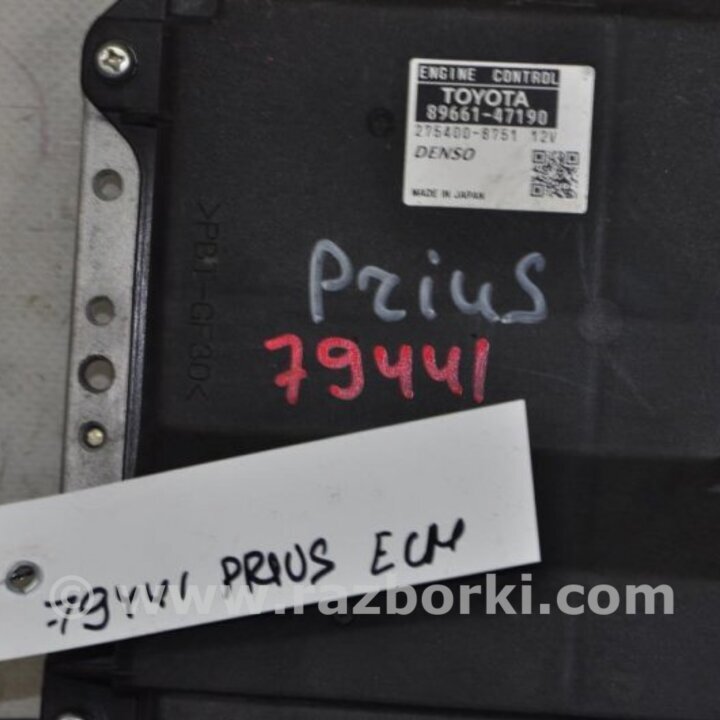 ENGINE CONTROL
TOYOTA
89661-47190
275400-8751 12V
DENSO
MADE IN JAPAN
>PBT-GF30<
Prius
79441
79441 PRIUS ECM
© www.razborki.com